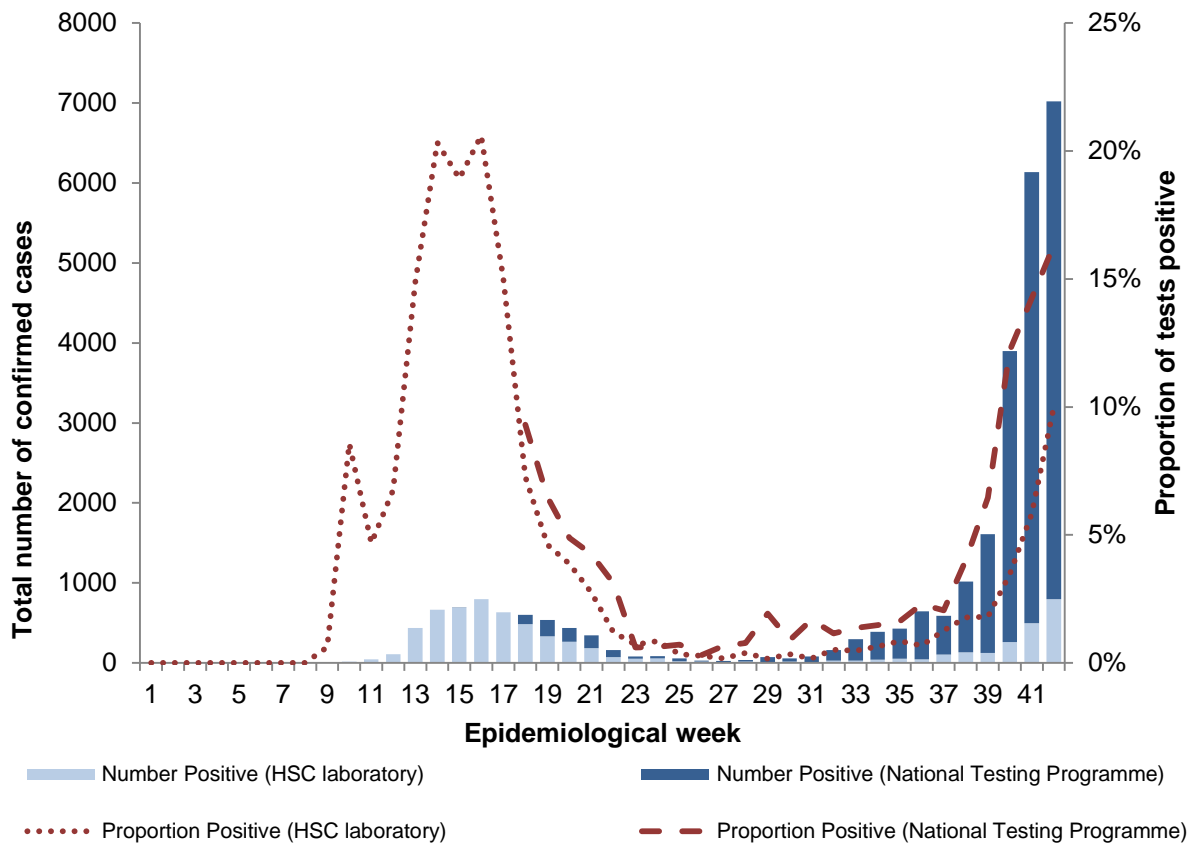 8000
7000
6000
5000
4000
3000
2000
1000
0
Total number of confirmed cases
25%
20%
15%
10%
5%
0%
Proportion of tests positive
1 3 5 7 9 11 13 15 17 19 21 23 25 27 29 31 33 35 37 39 41
Epidemiological week
Number Positive (HSC laboratory)
Number Positive (National Testing Programme)
Proportion Positive (HSC laboratory)
Proportion Positive (National Testing Programme)